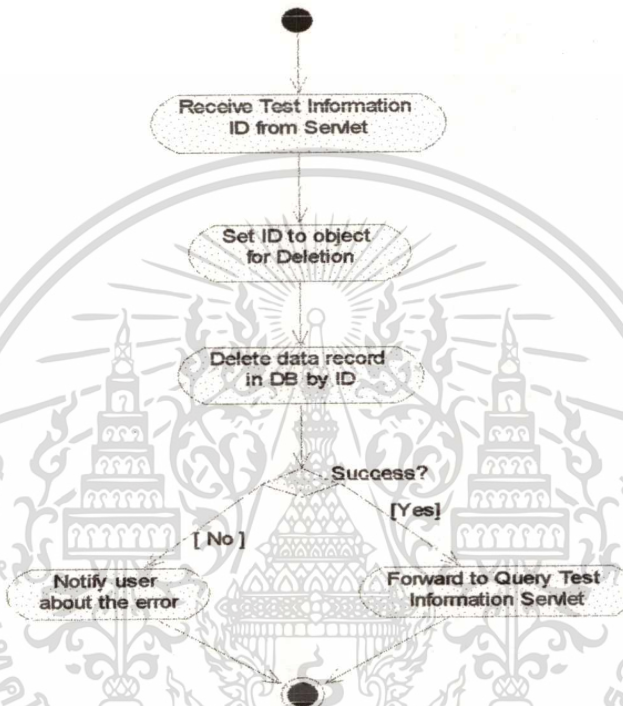 Receive Test Information
ID from Servlet
Set ID to object
for Deletion
Delete data record
in DB by ID
Success?
[Yes]
[ No ]
Notify user
about the error
Forward to Query Test
Information Servlet